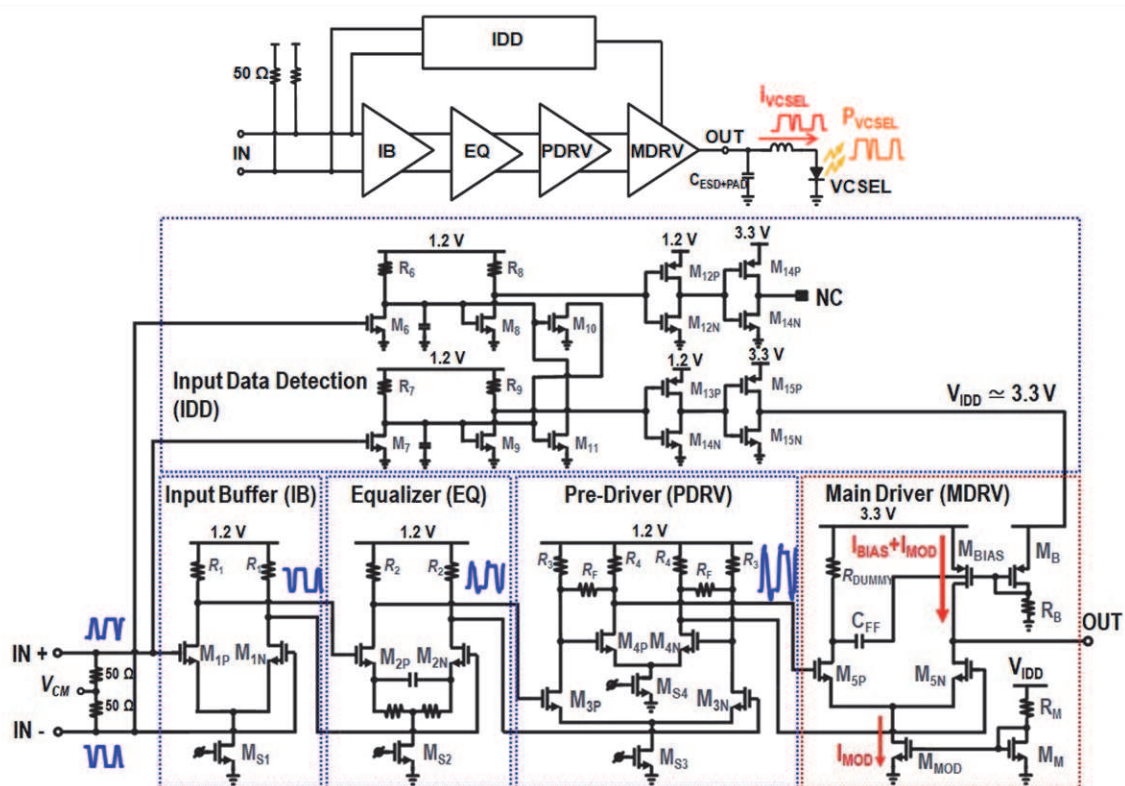 IDD
50 Ω
IN
IB
EQ
PDRV
MDRV
OUT
iVCSEL
PVCSEL
CESD+PAD
VCSEL
1.2 V
1.2 V
3.3 V
R6
R8
M12P
M14P
NC
M6
M8
M10
M12N
M14N
1.2 V
1.2 V
3.3 V
Input Data Detection
(IDD)
R7
R9
M13P
M15P
VIDD ≃ 3.3 V
M7
M9
M11
M14N
M15N
Input Buffer (IB)
Equalizer (EQ)
Pre-Driver (PDRV)
Main Driver (MDRV)
1.2 V
1.2 V
1.2 V
3.3 V
R1
R1
R2
R2
R3
RF
R4
R4
RF
R3
RDUMMY
IBIAS+IMOD
MBIAS
MB
RB
CFF
OUT
IN +
50 Ω
VCM
50 Ω
IN -
M1P
M1N
M2P
M2N
M4P
M4N
M5P
M5N
VIDD
MS4
M3P
M3N
RM
MS1
MS2
MS3
IMOD
MMOD
MM